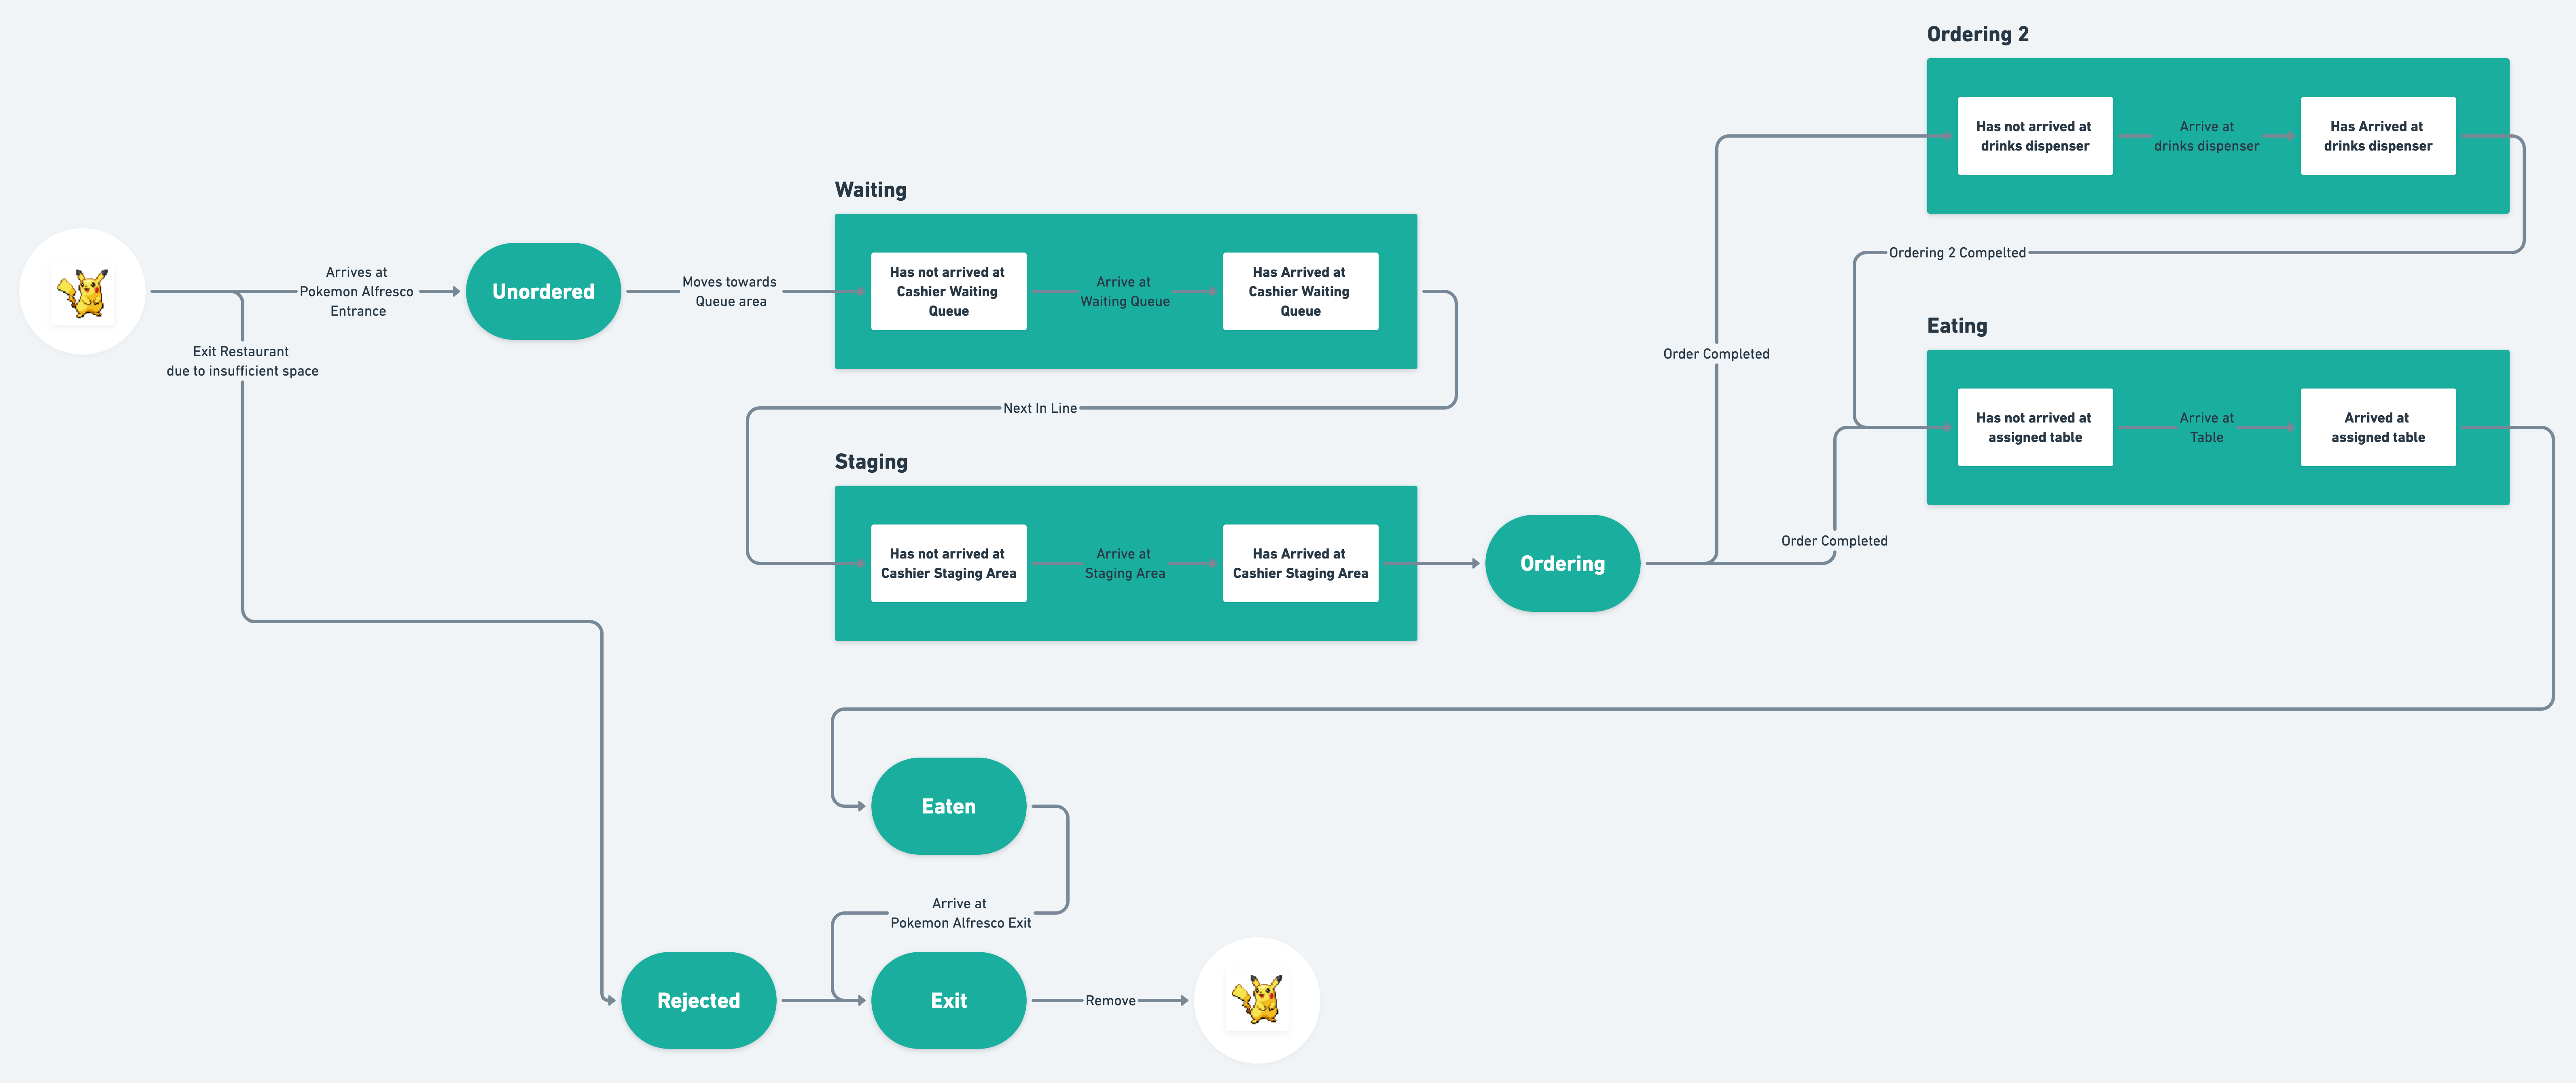 Ordering 2
Has not arrived at
drinks dispenser
Arrive at
drinks dispenser
Has Arrived at
drinks dispenser
Ordering 2 Compelted
Waiting
Arrives at
Pokemon Alfresco
Entrance
Unordered
Moves towards
Queue area
Has not arrived at
Cashier Waiting
Queue
Arrive at
Waiting Queue
Has Arrived at
Cashier Waiting
Queue
Exit Restaurant
due to insufficient space
Next In Line
Order Completed
Eating
Has not arrived at
assigned table
Arrive at
Table
Arrived at
assigned table
Staging
Has not arrived at
Cashier Staging Area
Arrive at
Staging Area
Has Arrived at
Cashier Staging Area
Ordering
Order Completed
Eaten
Arrive at
Pokemon Alfresco Exit
Rejected
Exit
Remove